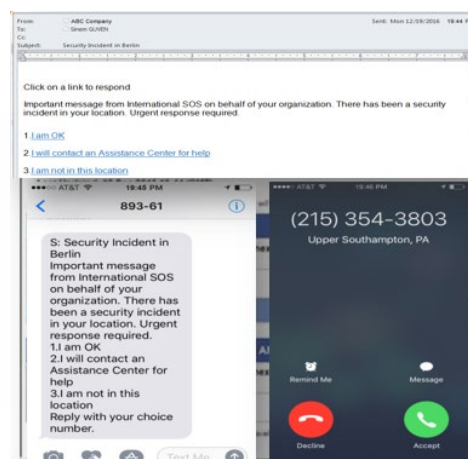 From: ABC Company Sent: Mon 12/19/2016 19:44
To: Sinem GUVEN
Cc:
Subject: Security Incident in Berlin
Click on a link to respond
Important message from International SOS on behalf of your organization. There has been a security
incident in your location. Urgent response required.
1.I am OK
2.I will contact an Assistance Center for help
3.I am not in this location
AT&T 19:45 PM
893-61
S: Security Incident in
Berlin
Important message
from International SOS
on behalf of your
organization. There has
been a security incident
in your location. Urgent
response required.
1.I am OK
2.I will contact an
Assistance Center for
help
3.I am not in this
location
Reply with your choice
number.
Text Me
AT&T 19:46 PM
(215) 354-3803
Upper Southampton, PA
Remind Me Message
Decline Accept